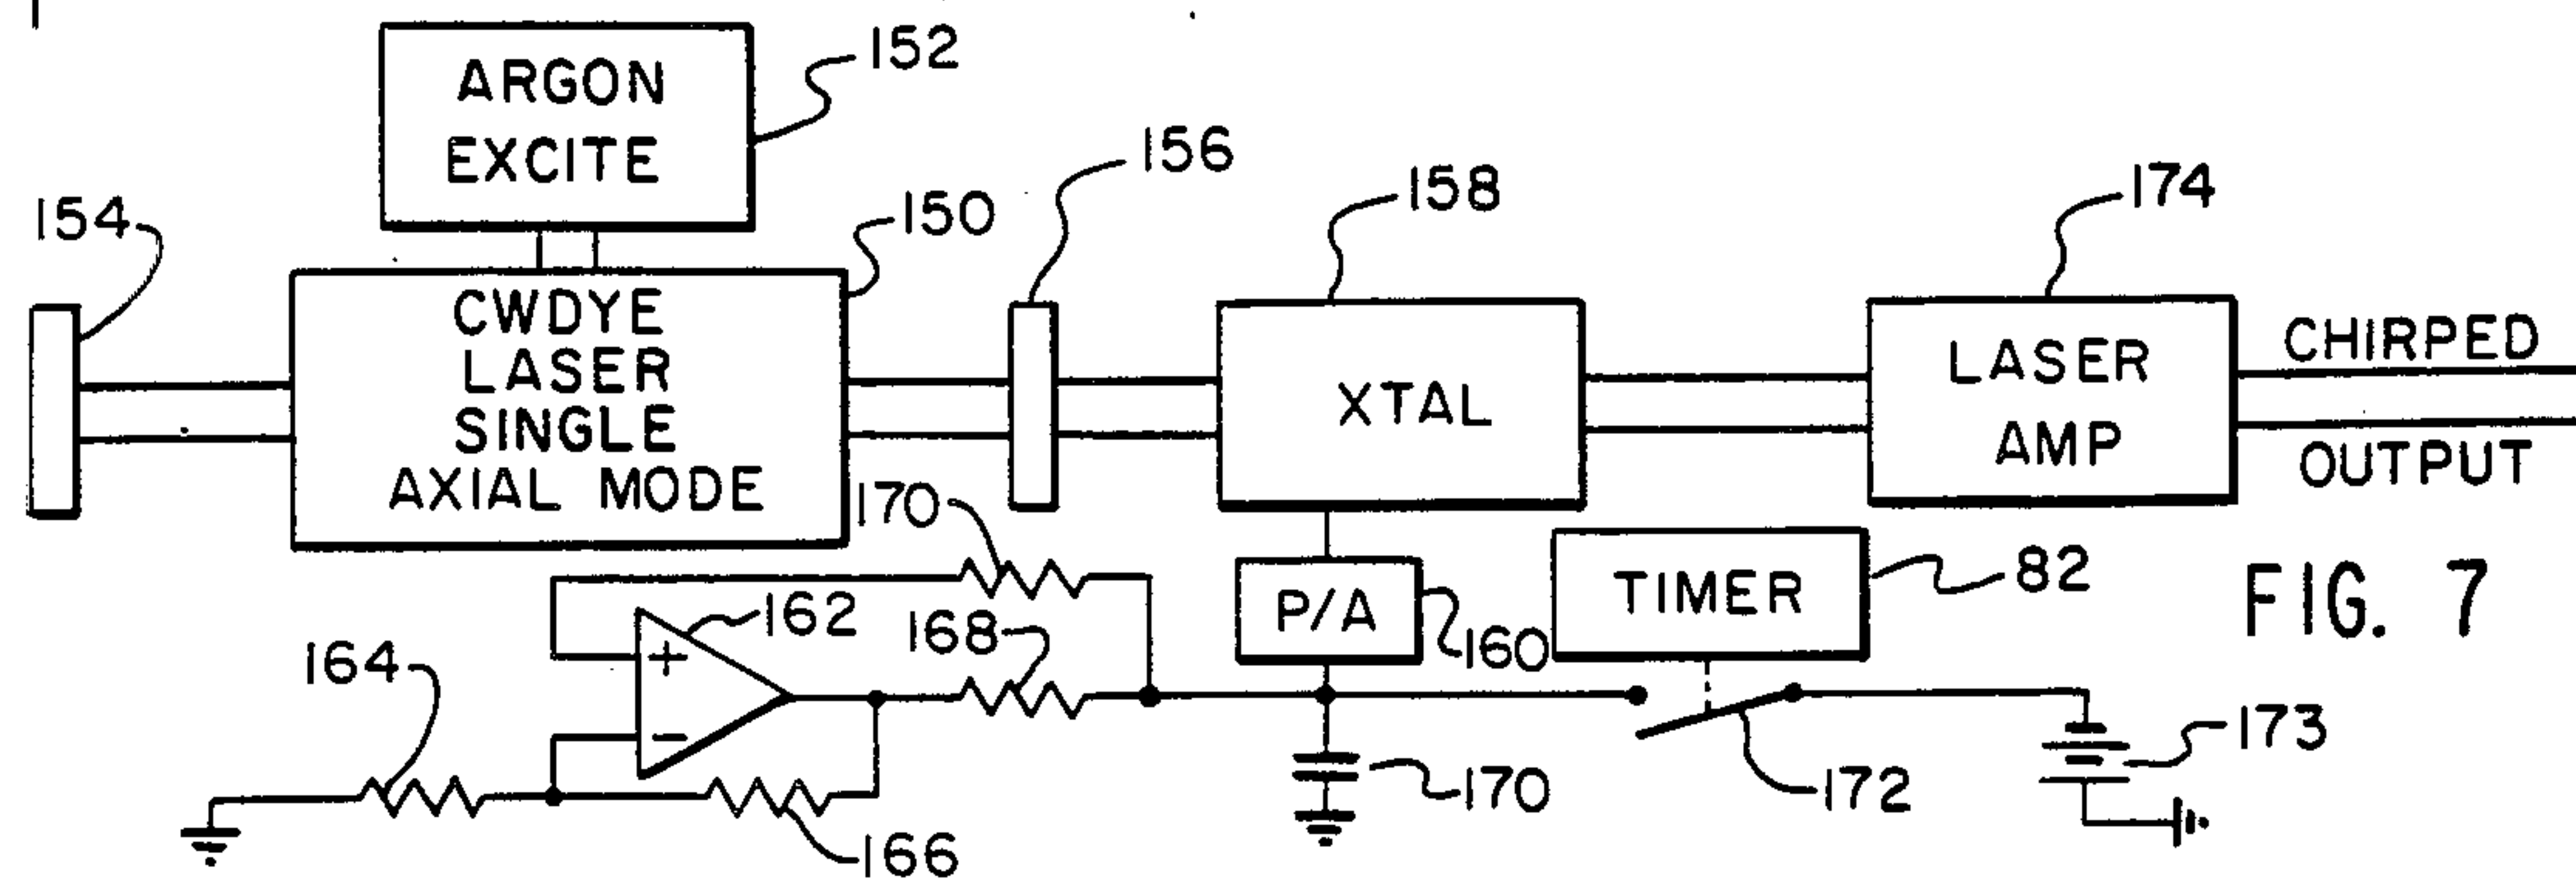 ARGON
EXCITE
152
154
CWDYE
LASER
SINGLE
AXIAL MODE
150
156
XTAL
158
LASER
AMP
174
CHIRPED
OUTPUT
170
+
−
162
164
166
168
P/A
160
170
TIMER
82
172
173
FIG. 7